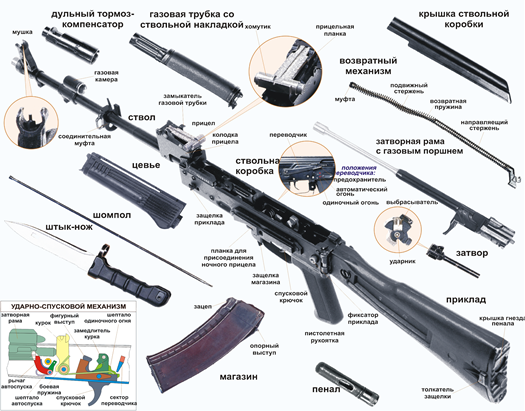 дульный тормоз-
компенсатор
газовая трубка со
ствольной накладкой
хомутик
прицельная
планка
крышка ствольной
коробки
мушка
газовая
камера
замыкатель
газовой трубки
ствол
прицел
колодка
прицела
соединительная
муфта
возвратный
механизм
муфта
подвижный
стержень
возвратная
пружина
направляющий
стержень
затворная рама
с газовым поршнем
переводчик
ствольная
коробка
положения
переводчика:
предохранитель
автоматический
огонь
одиночный огонь
выбрасыватель
ударник
затвор
цевье
шомпол
защелка
приклада
штык-нож
планка для
присоединения
ночного прицела
защелка
магазина
спусковой
крючок
пистолетная
рукоятка
фиксатор
приклада
приклад
крышка гнезда
пенала
толкатель
защелки
пенал
зацеп
опорный
выступ
магазин
УДАРНО-СПУСКОВОЙ МЕХАНИЗМ
затворная
рама
курок
фигурный
выступ
замедлитель
курка
шептало
одиночного огня
рычаг
автоспуска
шептало
автоспуска
боевая
пружина
спусковой
крючок
сектор
переводчика